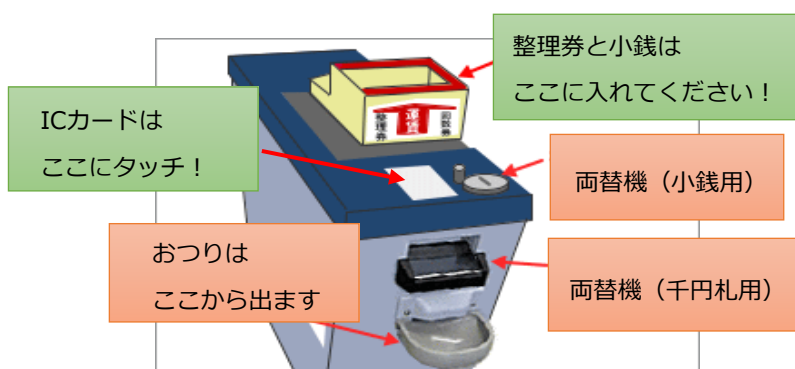 整理券と小銭は
ここに入れてください！
ICカードは
ここにタッチ！
整理券
運賃
回数券
両替機（小銭用）
おつりは
ここから出ます
両替機（千円札用）